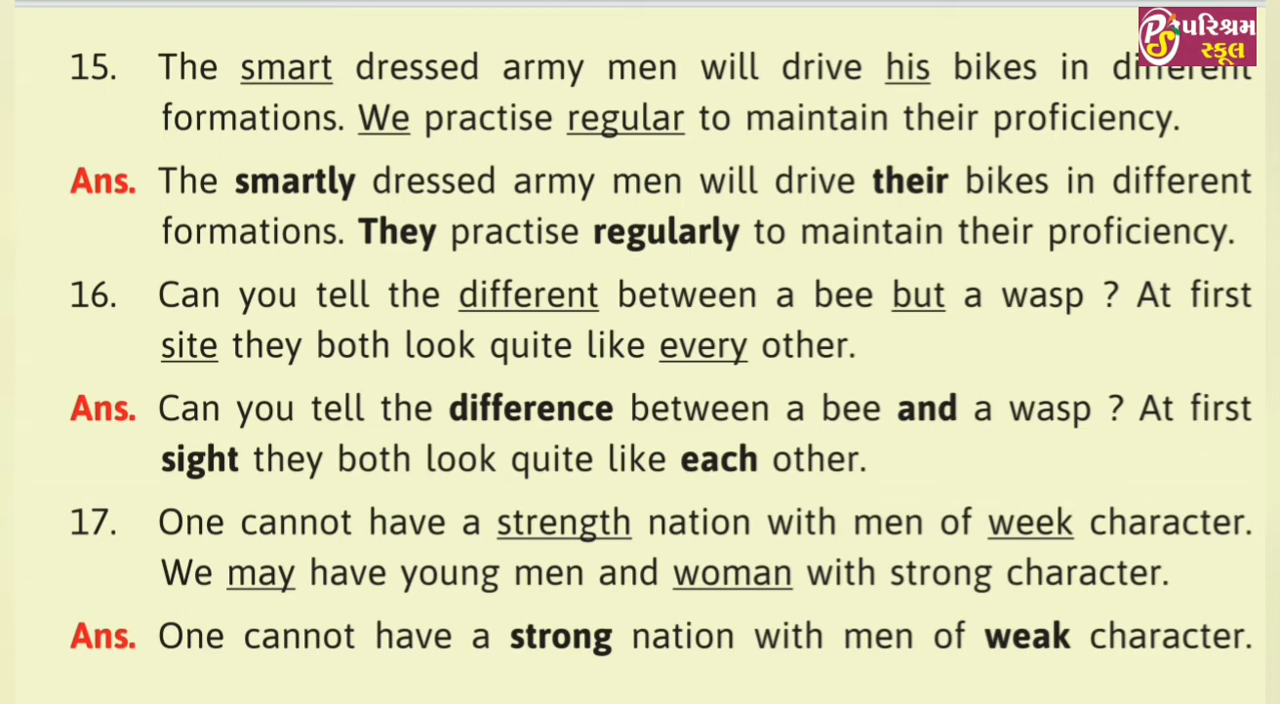 પરિશ્રમ
સ્કૂલ
15. The smart dressed army men will drive his bikes in different
formations. We practise regular to maintain their proficiency.
Ans. The smartly dressed army men will drive their bikes in different
formations. They practise regularly to maintain their proficiency.
16. Can you tell the different between a bee but a wasp ? At first
site they both look quite like every other.
Ans. Can you tell the difference between a bee and a wasp ? At first
sight they both look quite like each other.
17. One cannot have a strength nation with men of week character.
We may have young men and woman with strong character.
Ans. One cannot have a strong nation with men of weak character.